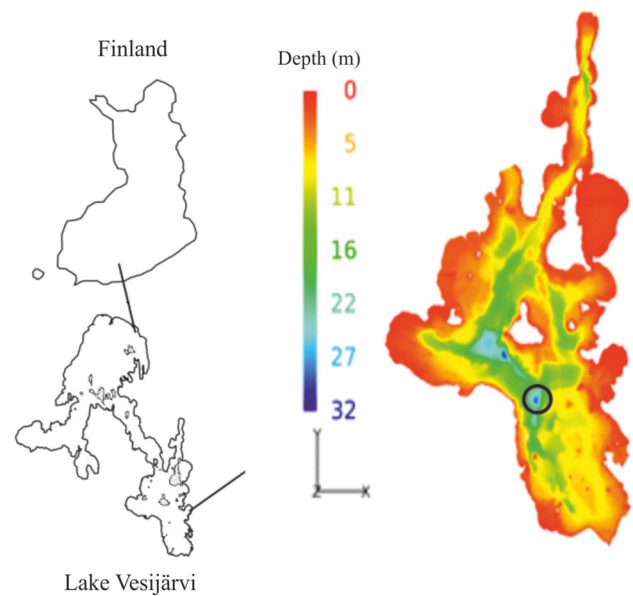 Finland
Depth (m)
0
5
11
16
22
27
32
Y
Z
X
Lake Vesijärvi